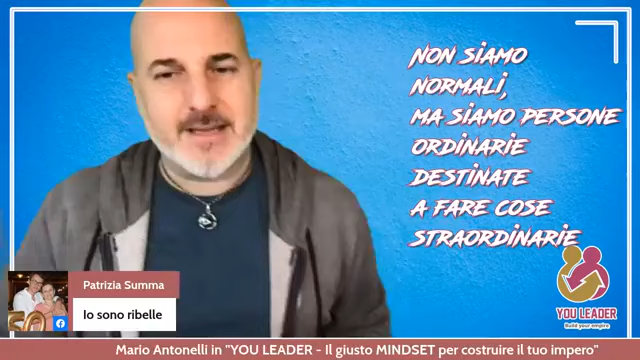 NON SIAMO
NORMALI,
MA SIAMO PERSONE
ORDINARIE
DESTINATE
A FARE COSE
STRAORDINARIE
YOU LEADER
Build your empire
Patrizia Summa
50
Io sono ribelle
Mario Antonelli in "YOU LEADER - Il giusto MINDSET per costruire il tuo impero"